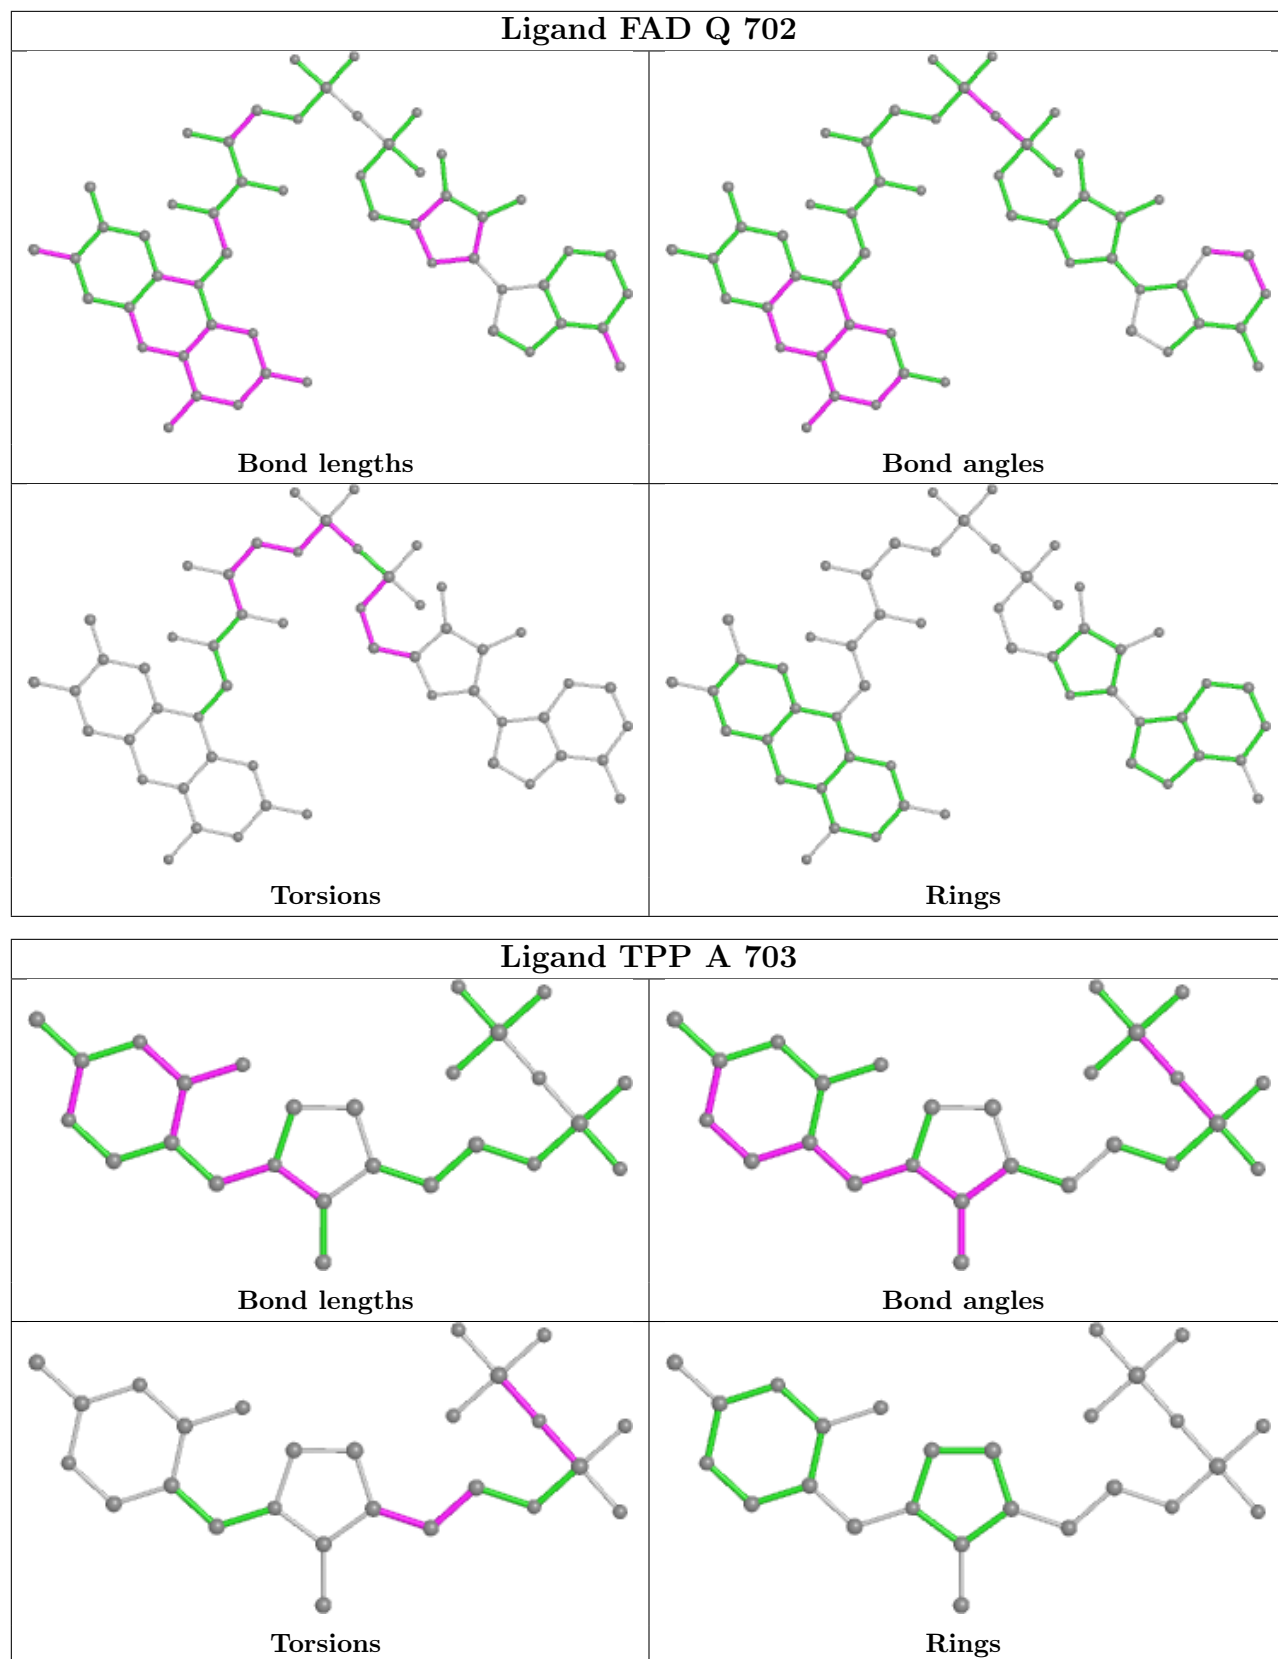 Ligand FAD Q 702
Bond lengths
Bond angles
Torsions
Rings
Ligand TPP A 703
Bond lengths
Bond angles
Torsions
Rings